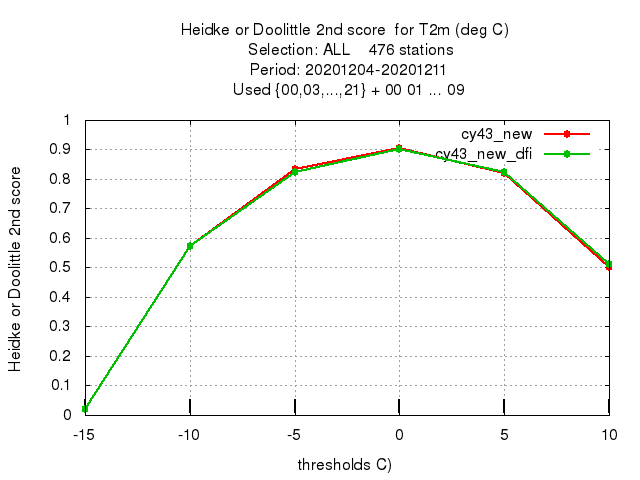 Heidke or Doolittle 2nd score  for T2m (deg C)
Selection: ALL    476 stations
Period: 20201204-20201211
Used {00,03,...,21} + 00 01 ... 09
cy43_new
cy43_new_dfi
Heidke or Doolittle 2nd score
1
0.9
0.8
0.7
0.6
0.5
0.4
0.3
0.2
0.1
0
-15 -10 -5 0 5 10
thresholds C)